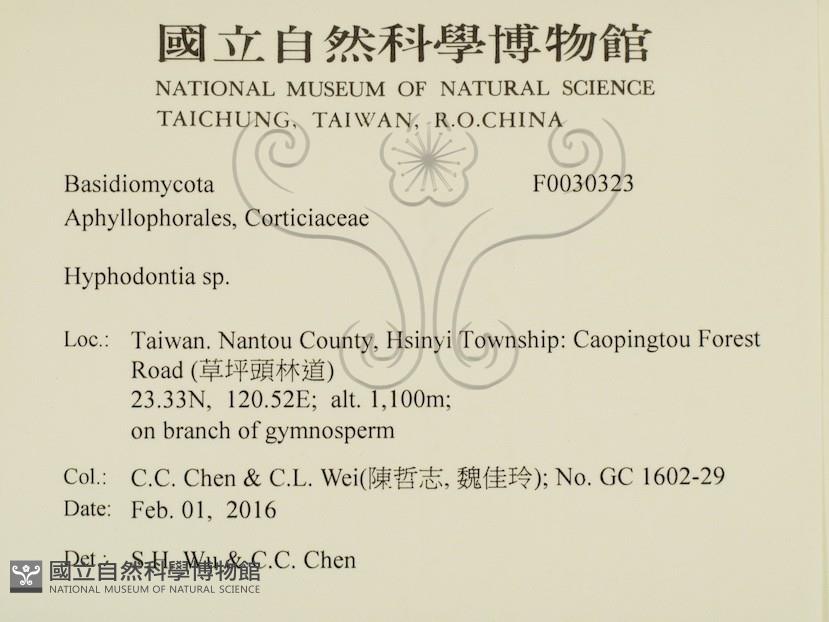 國立自然科學博物館
NATIONAL MUSEUM OF NATURAL SCIENCE
TAICHUNG, TAIWAN, R.O.CHINA
Basidiomycota F0030323
Aphyllophorales, Corticiaceae
Hyphodontia sp.
Loc.: Taiwan. Nantou County, Hsinyi Township: Caopingtou Forest
Road (草坪頭林道)
23.33N, 120.52E; alt. 1,100m;
on branch of gymnosperm
Col.: C.C. Chen & C.L. Wei(陳哲志, 魏佳玲); No. GC 1602-29
Date: Feb. 01, 2016
Det.: S.H. Wu & C.C. Chen
國立自然科學博物館
NATIONAL MUSEUM OF NATURAL SCIENCE